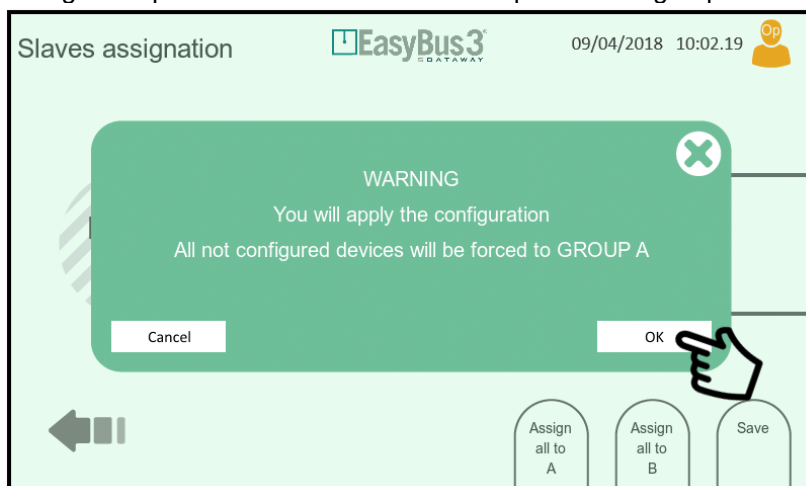 Slaves assignation
EasyBus3
DATAWAY
09/04/2018 10:02.19
Op
WARNING
You will apply the configuration
All not configured devices will be forced to GROUP A
Cancel
OK
Assign
all to
A
Assign
all to
B
Save